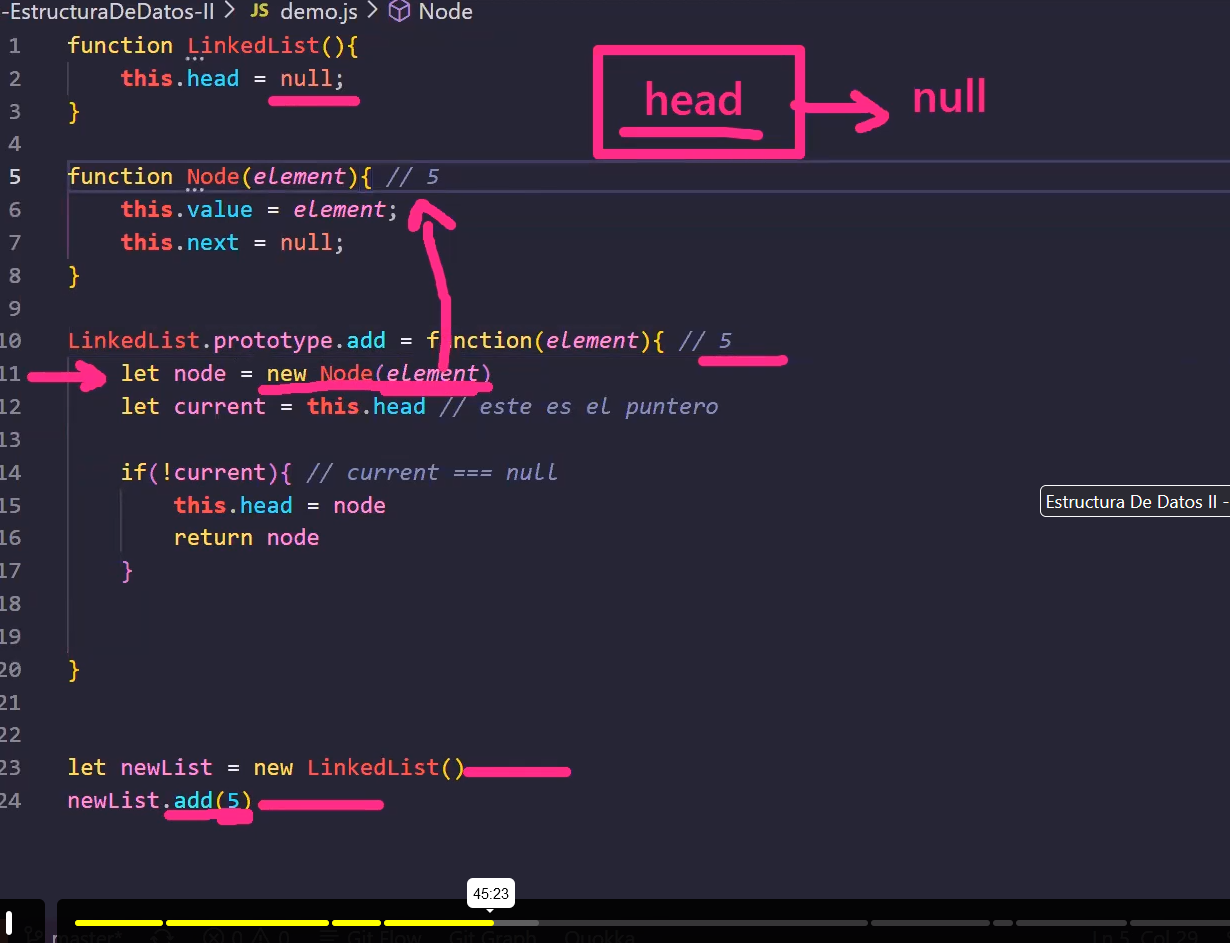 -EstructuraDeDatos-II > JS demo.js > Node
1 function LinkedList(){
2 this.head = null;
3 }
head
null
4
5 function Node(element){ // 5
6 this.value = element;
7 this.next = null;
8 }
9
10 LinkedList.prototype.add = function(element){ // 5
11 let node = new Node(element)
12 let current = this.head // este es el puntero
13
14 if(!current){ // current === null
15 this.head = node
Estructura De Datos II -
16 return node
17 }
18
19
20 }
21
22
23 let newList = new LinkedList()
24 newList.add(5)
45:23
master* 0 0 Git Flow Git Graph Quokka Ln 5, Col 29